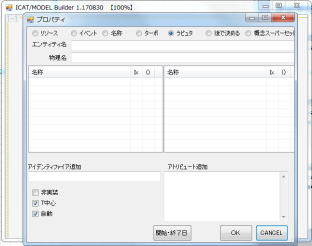 ICAT/MODEL Builder 1.170830 【100%】
プロパティ
リソース イベント 名称 ターボ ラピュタ 後で決める 概念スーパーセッ
エンティティ名
物理名
名称 Ix 名称 Ix
アイデンティファイア追加 アトリビュート追加
非実装
T中心
自動
開始・終了日 OK CANCEL